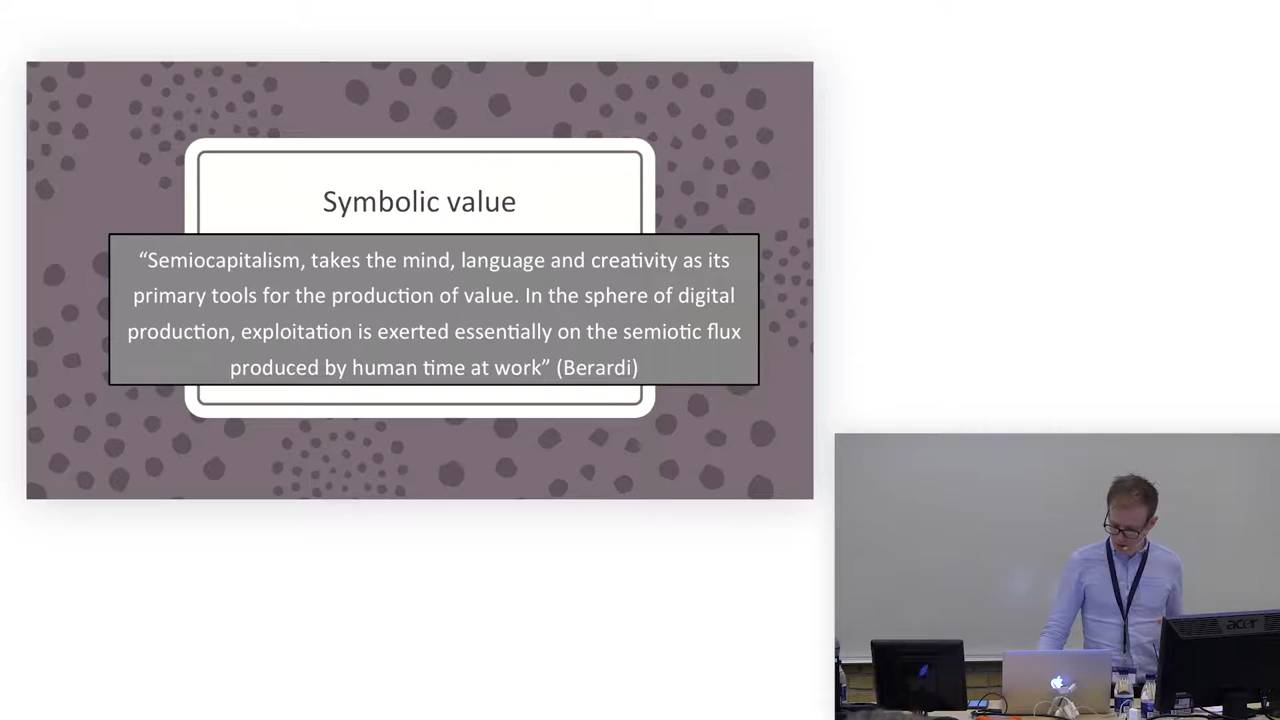 Symbolic value
“Semiocapitalism, takes the mind, language and creativity as its
primary tools for the production of value. In the sphere of digital
production, exploitation is exerted essentially on the semiotic flux
produced by human time at work” (Berardi)
acer